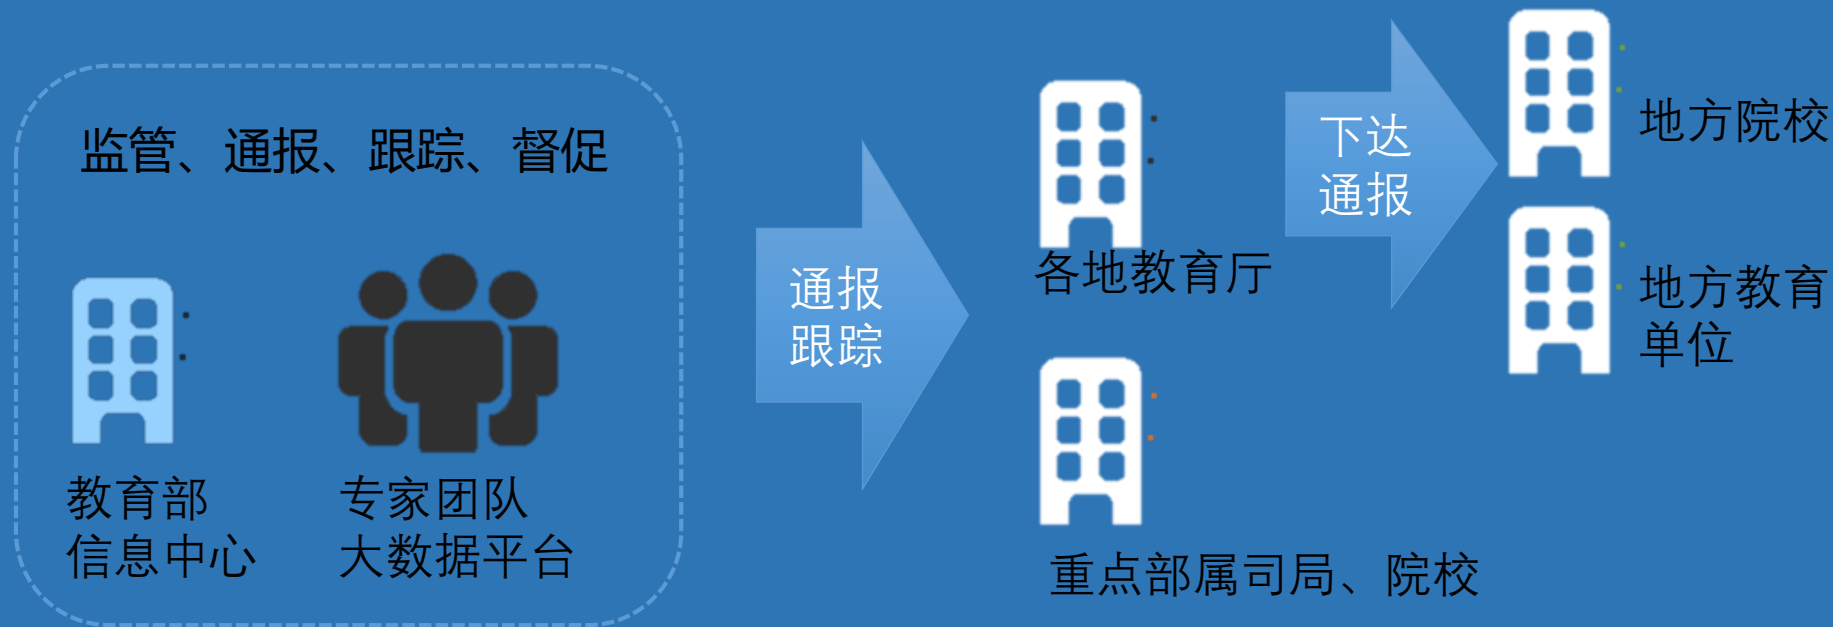 监管、通报、跟踪、督促
教育部
信息中心
专家团队
大数据平台
通报
跟踪
各地教育厅
重点部属司局、院校
下达
通报
地方院校
地方教育
单位